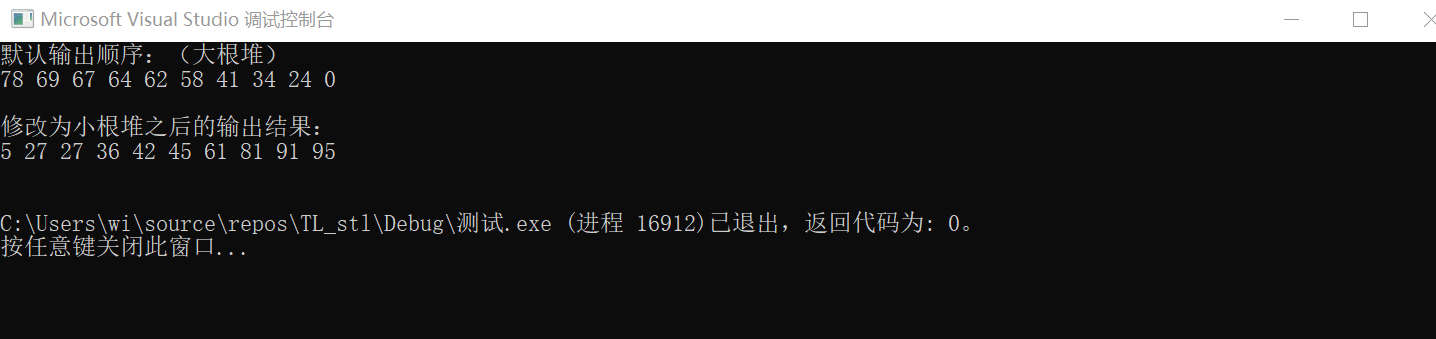 Microsoft Visual Studio 调试控制台
默认输出顺序：（大根堆）
78 69 67 64 62 58 41 34 24 0
修改为小根堆之后的输出结果：
5 27 27 36 42 45 61 81 91 95
C:\Users\wi\source\repos\TL_stl\Debug\测试.exe (进程 16912)已退出，返回代码为: 0。
按任意键关闭此窗口...